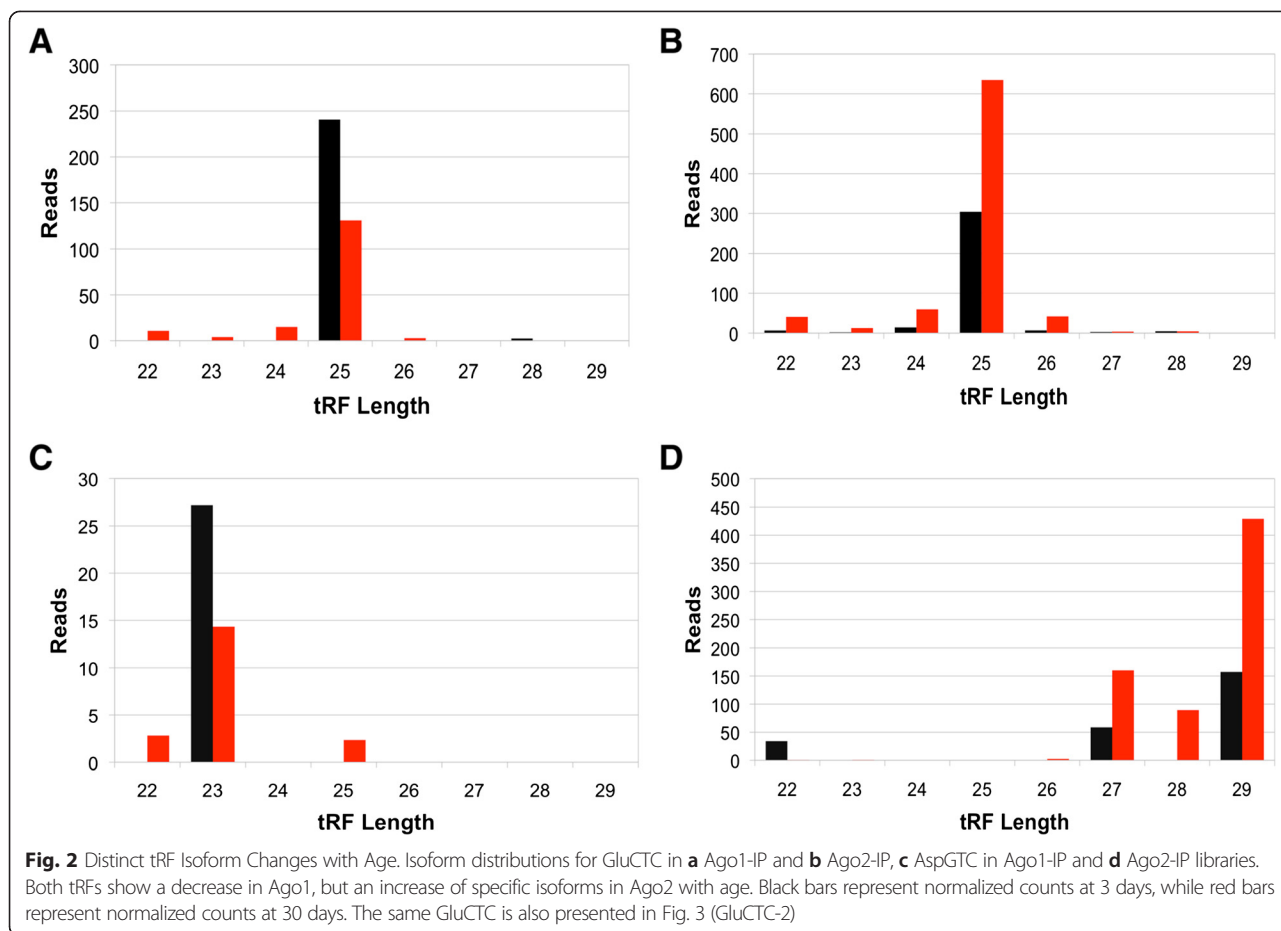 A
300
250
200
150
100
50
0
Reads
22 23 24 25 26 27 28 29
tRF Length
B
700
600
500
400
300
200
100
0
Reads
22 23 24 25 26 27 28 29
tRF Length
C
30
25
20
15
10
5
0
Reads
22 23 24 25 26 27 28 29
tRF Length
D
500
450
400
350
300
250
200
150
100
50
0
Reads
22 23 24 25 26 27 28 29
tRF Length
Fig. 2 Distinct tRF Isoform Changes with Age. Isoform distributions for GluCTC in a Ago1-IP and b Ago2-IP, c AspGTC in Ago1-IP and d Ago2-IP libraries.
Both tRFs show a decrease in Ago1, but an increase of specific isoforms in Ago2 with age. Black bars represent normalized counts at 3 days, while red bars
represent normalized counts at 30 days. The same GluCTC is also presented in Fig. 3 (GluCTC-2)